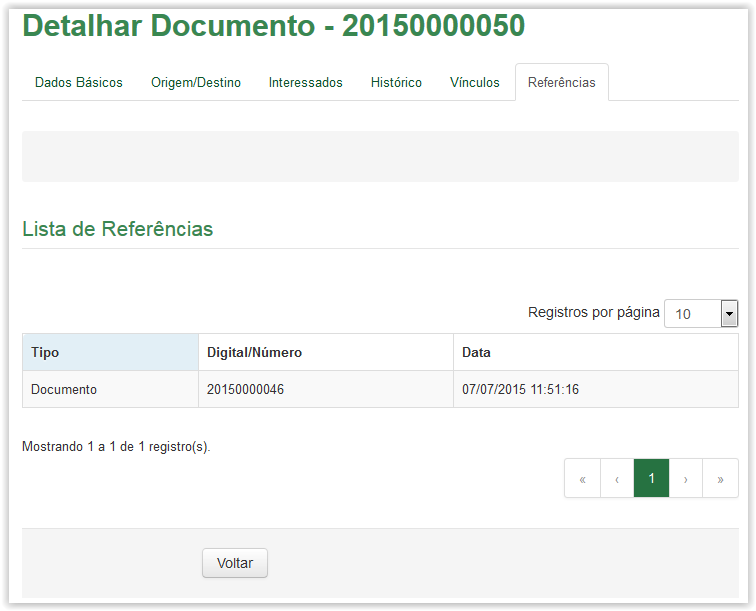 Detalhar Documento - 20150000050
Dados Básicos Origem/Destino Interessados Histórico Vínculos Referências
Lista de Referências
Registros por página 10
Tipo Digital/Número Data
Documento 20150000046 07/07/2015 11:51:16
Mostrando 1 a 1 de 1 registro(s).
« ‹ 1 › »
Voltar